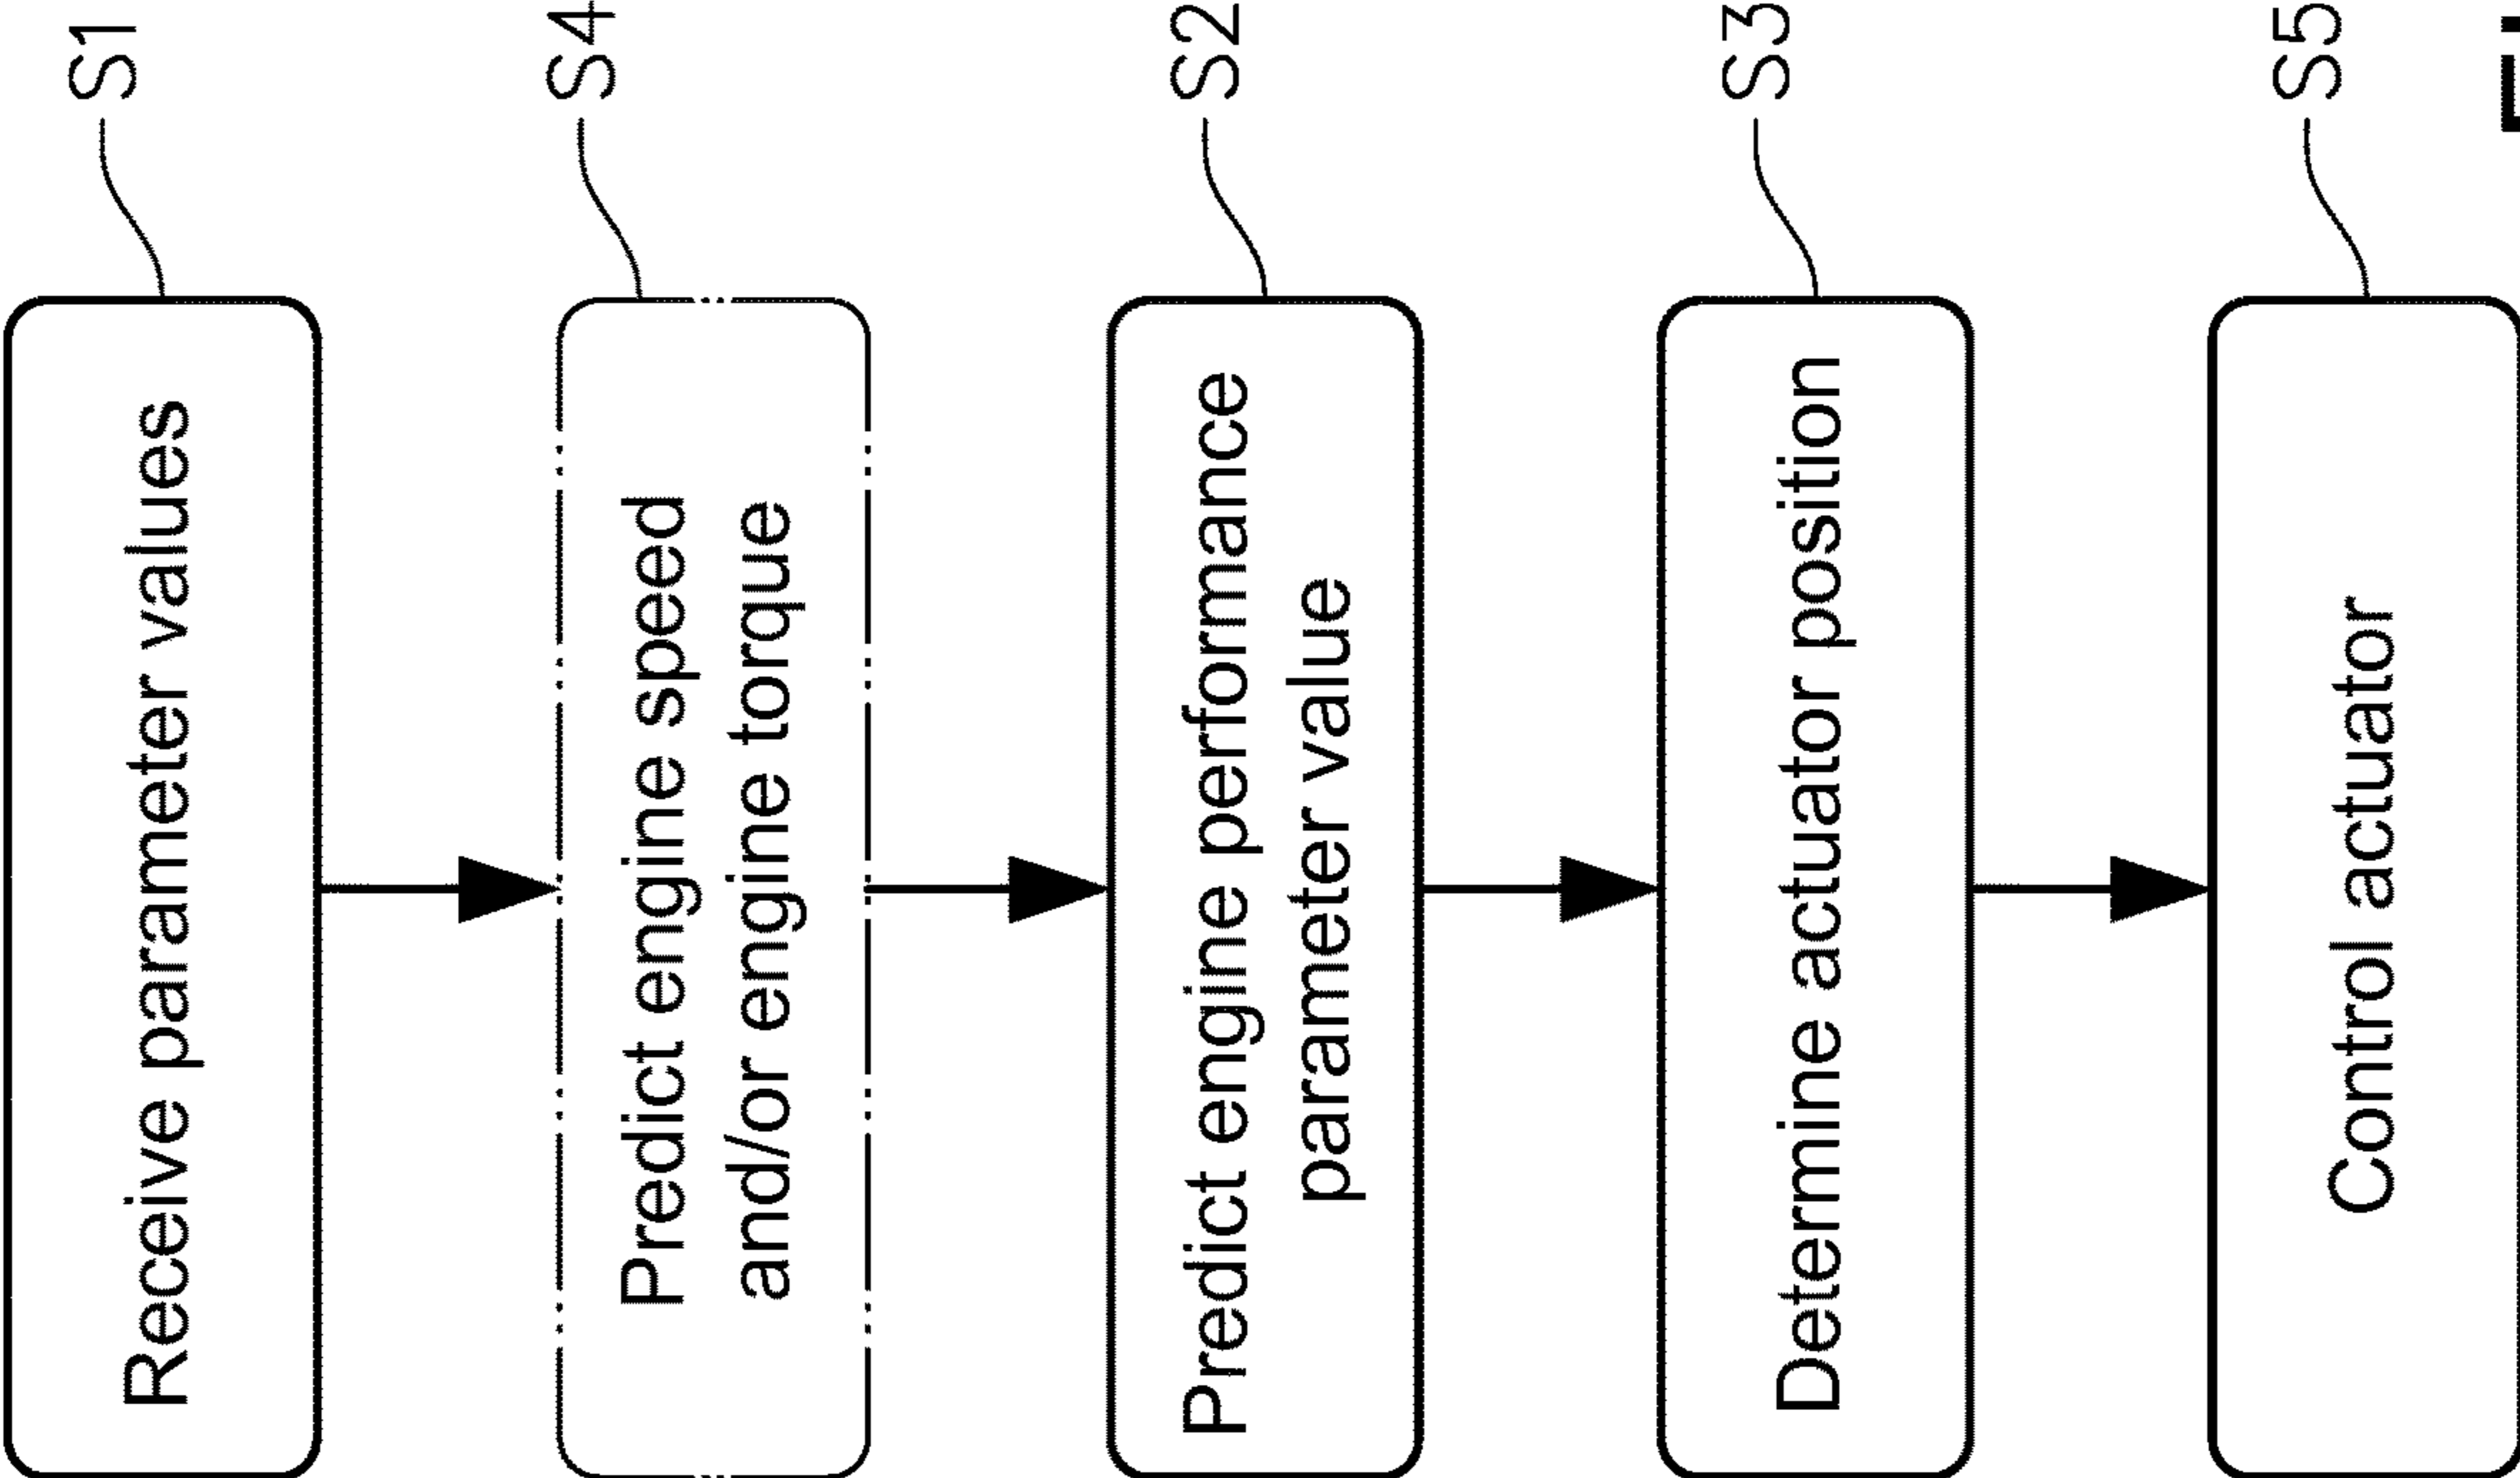 Receive parameter values
S1
Predict engine speed
and/or engine torque
S4
Predict engine performance
parameter value
S2
Determine actuator position
S3
Control actuator
S5